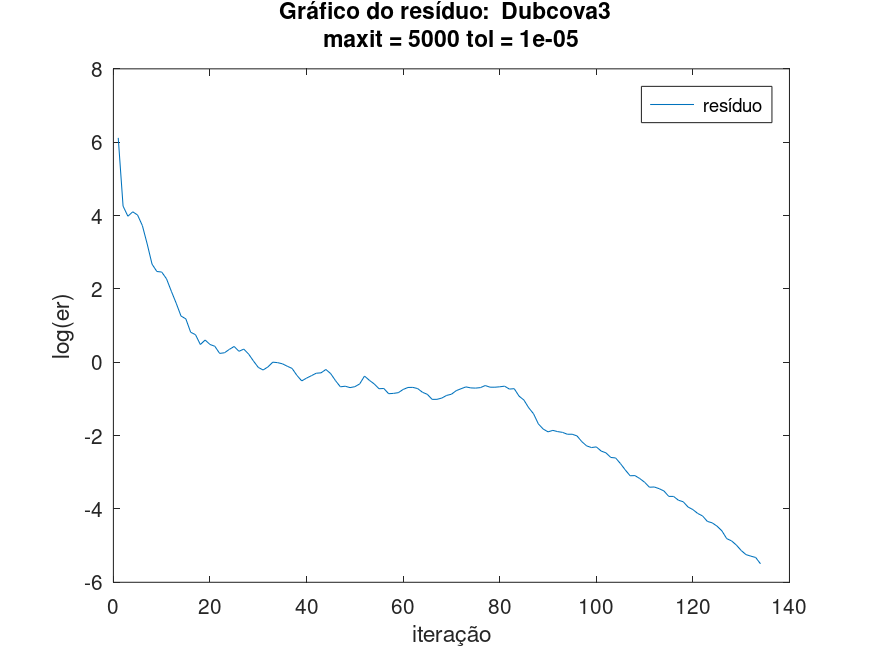 Gráfico do resíduo:  Dubcova3
maxit = 5000 tol = 1e-05
8
6
4
2
0
-2
-4
-6
log(er)
resíduo
0 20 40 60 80 100 120 140
iteração